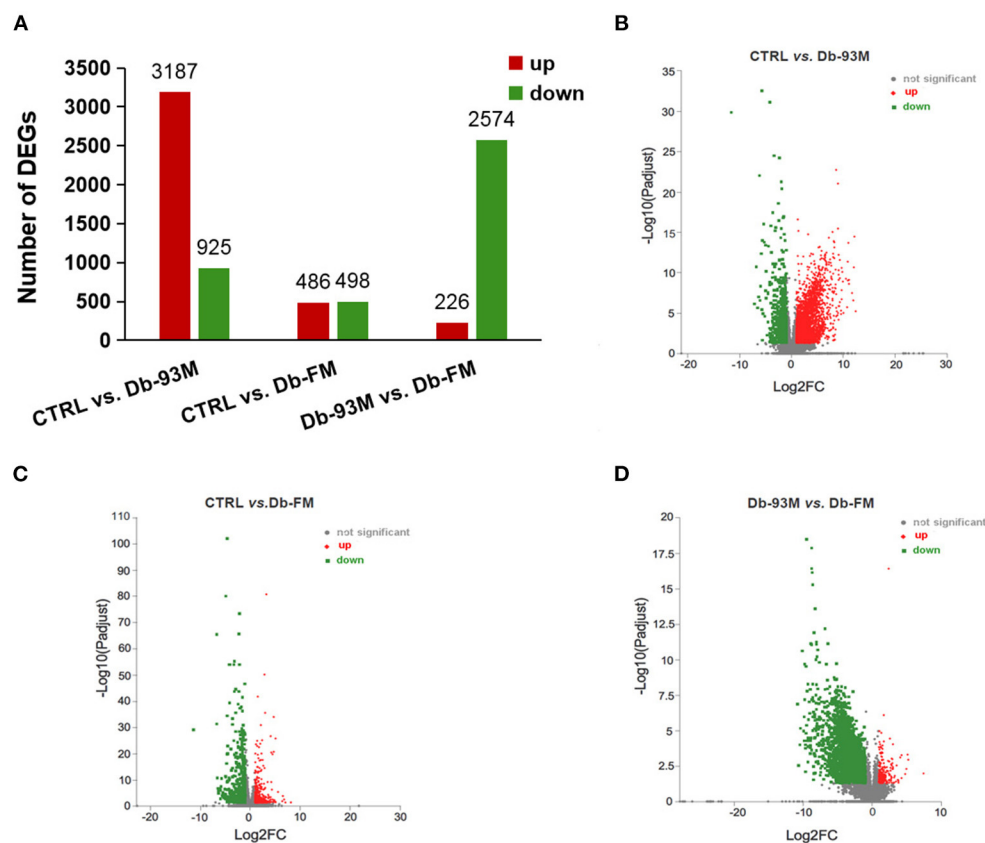 A
up
down
Number of DEGs
3500
3000
2500
2000
1500
1000
500
0
3187
925
486
498
226
2574
CTRL vs. Db-93M
CTRL vs. Db-FM
Db-93M vs. Db-FM
B
CTRL vs. Db-93M
not significant
up
down
-Log10(Padjust)
35
30
25
20
15
10
5
0
-20
-10
0
10
20
30
Log2FC
C
CTRL vs.Db-FM
not significant
up
down
-Log10(Padjust)
110
100
90
80
70
60
50
40
30
20
10
0
-20
-10
0
10
20
30
Log2FC
D
Db-93M vs. Db-FM
not significant
up
down
-Log10(Padjust)
20
17.5
15
12.5
10
7.5
5
2.5
0
-20
-10
0
10
Log2FC